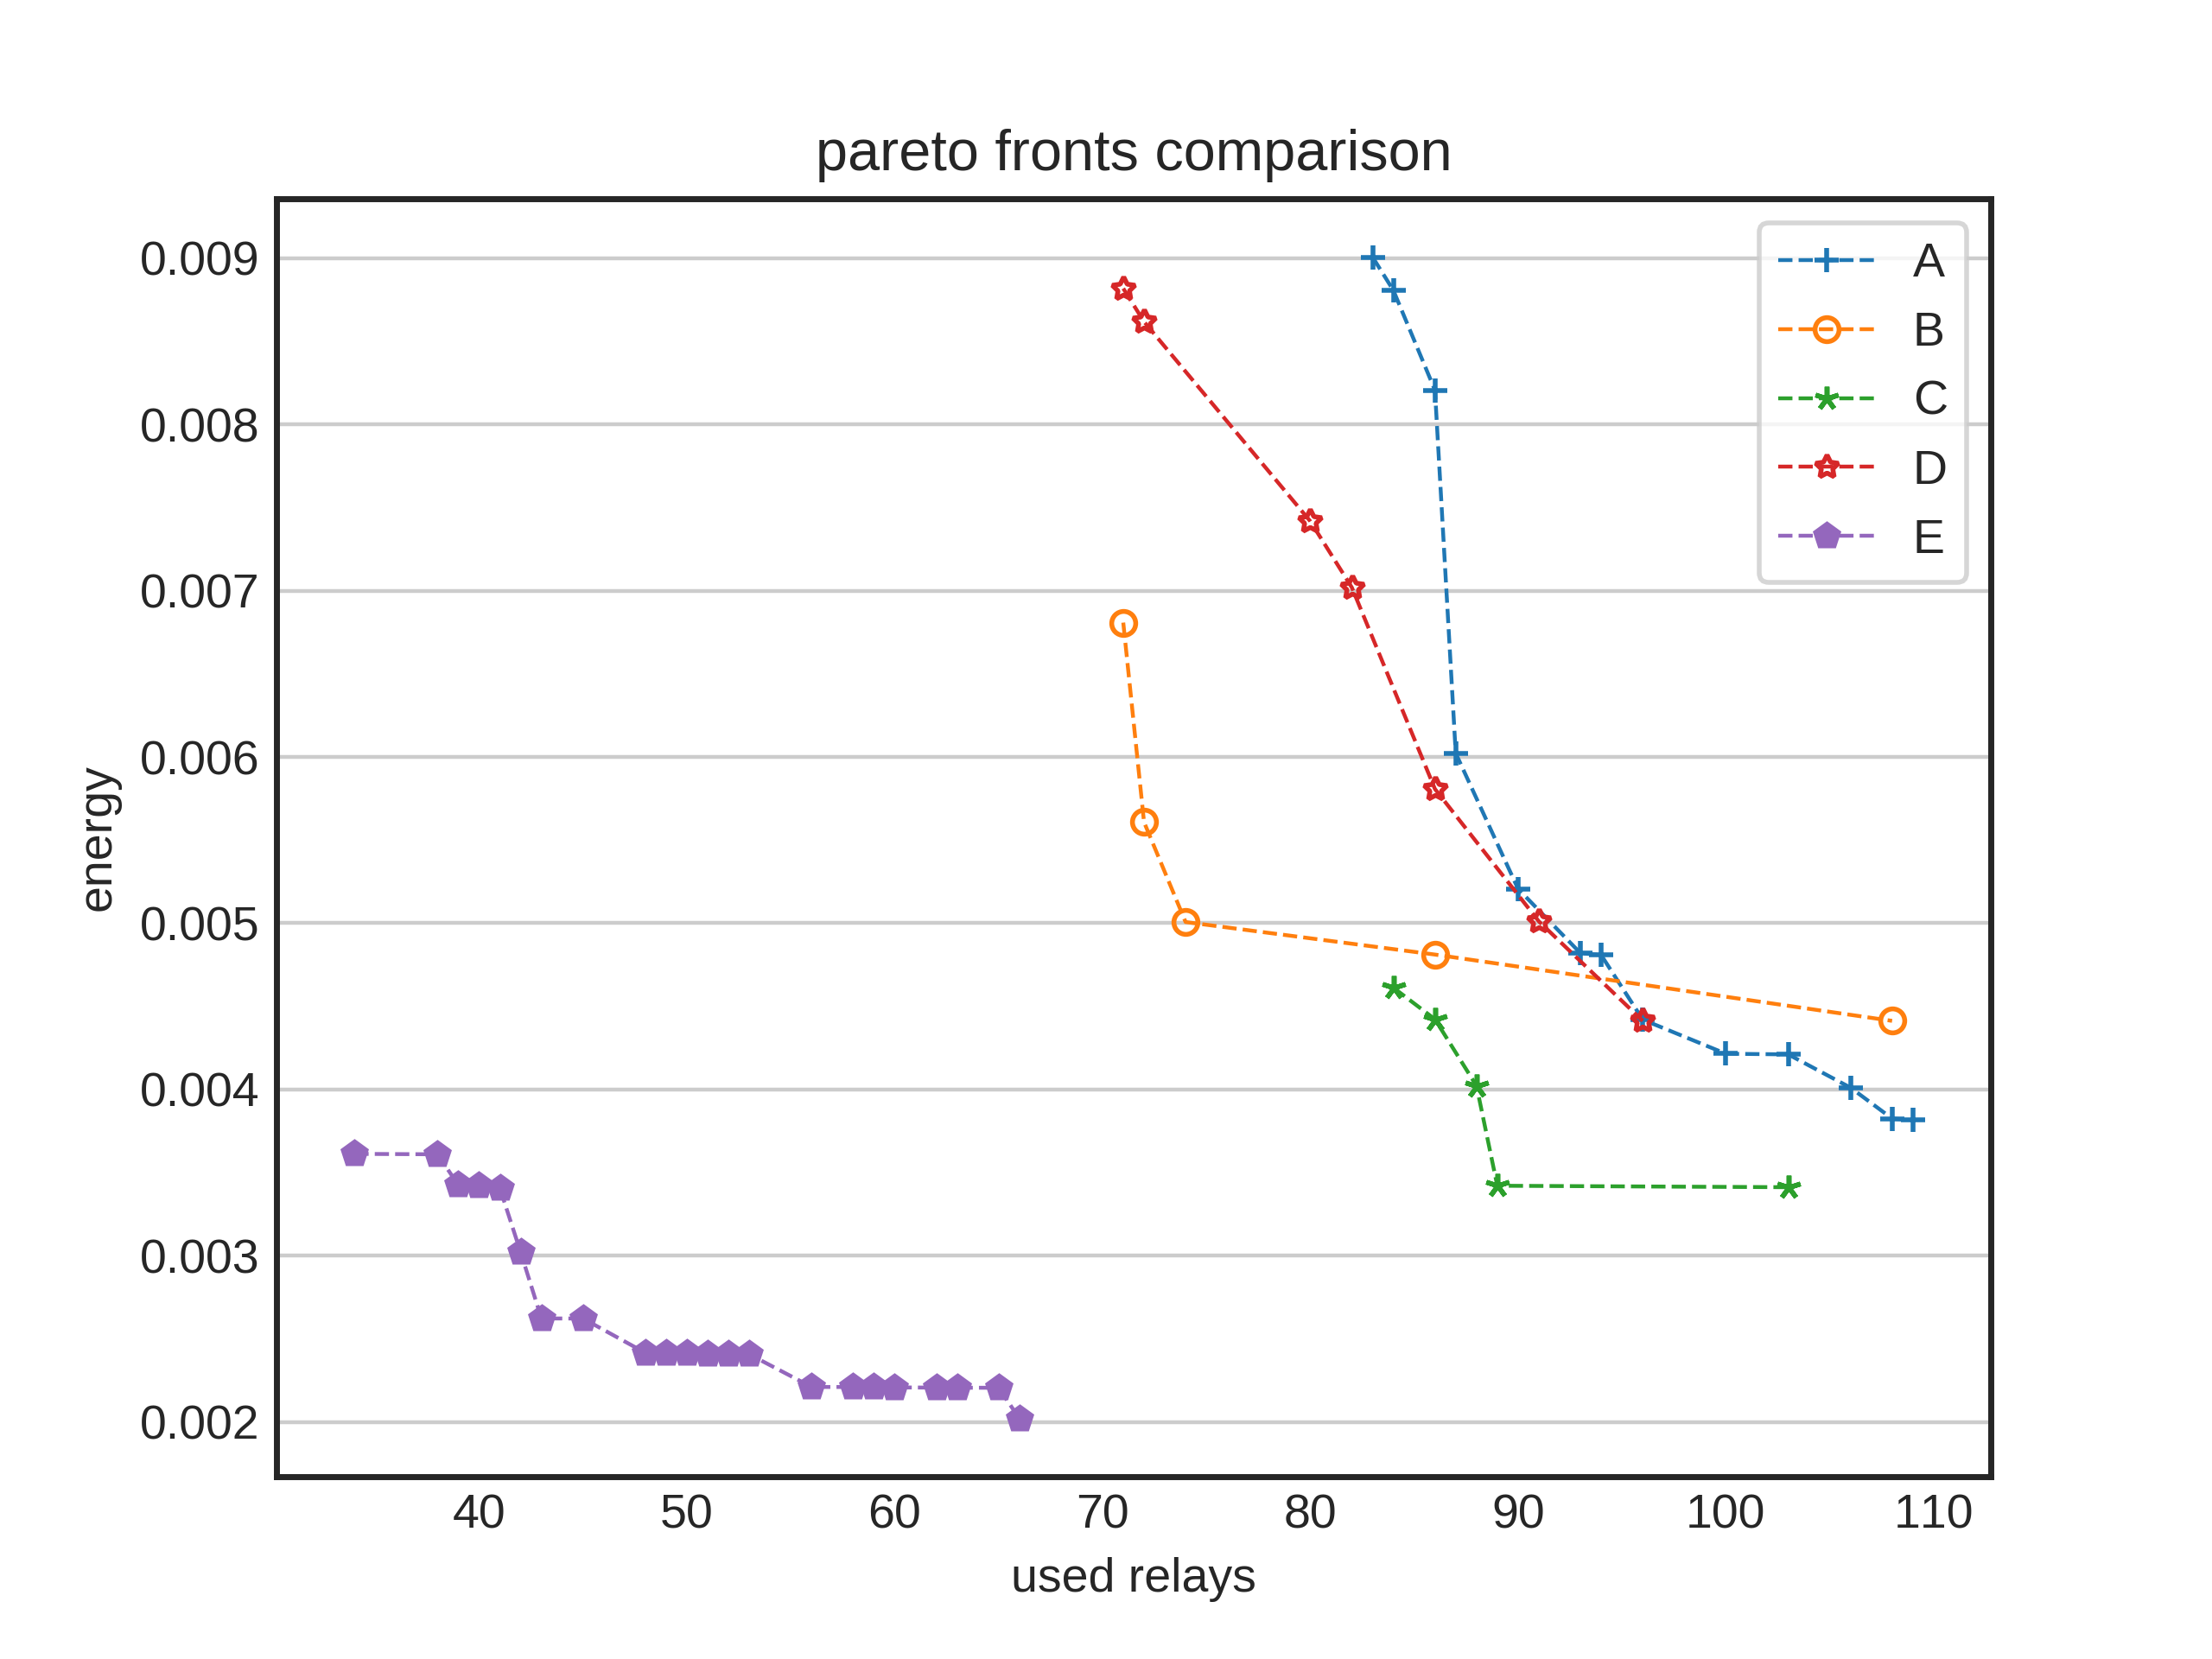 pareto fronts comparison
0.009
0.008
0.007
0.006
0.005
0.004
0.003
0.002
energy
A
B
C
D
E
40 50 60 70 80 90 100 110
used relays